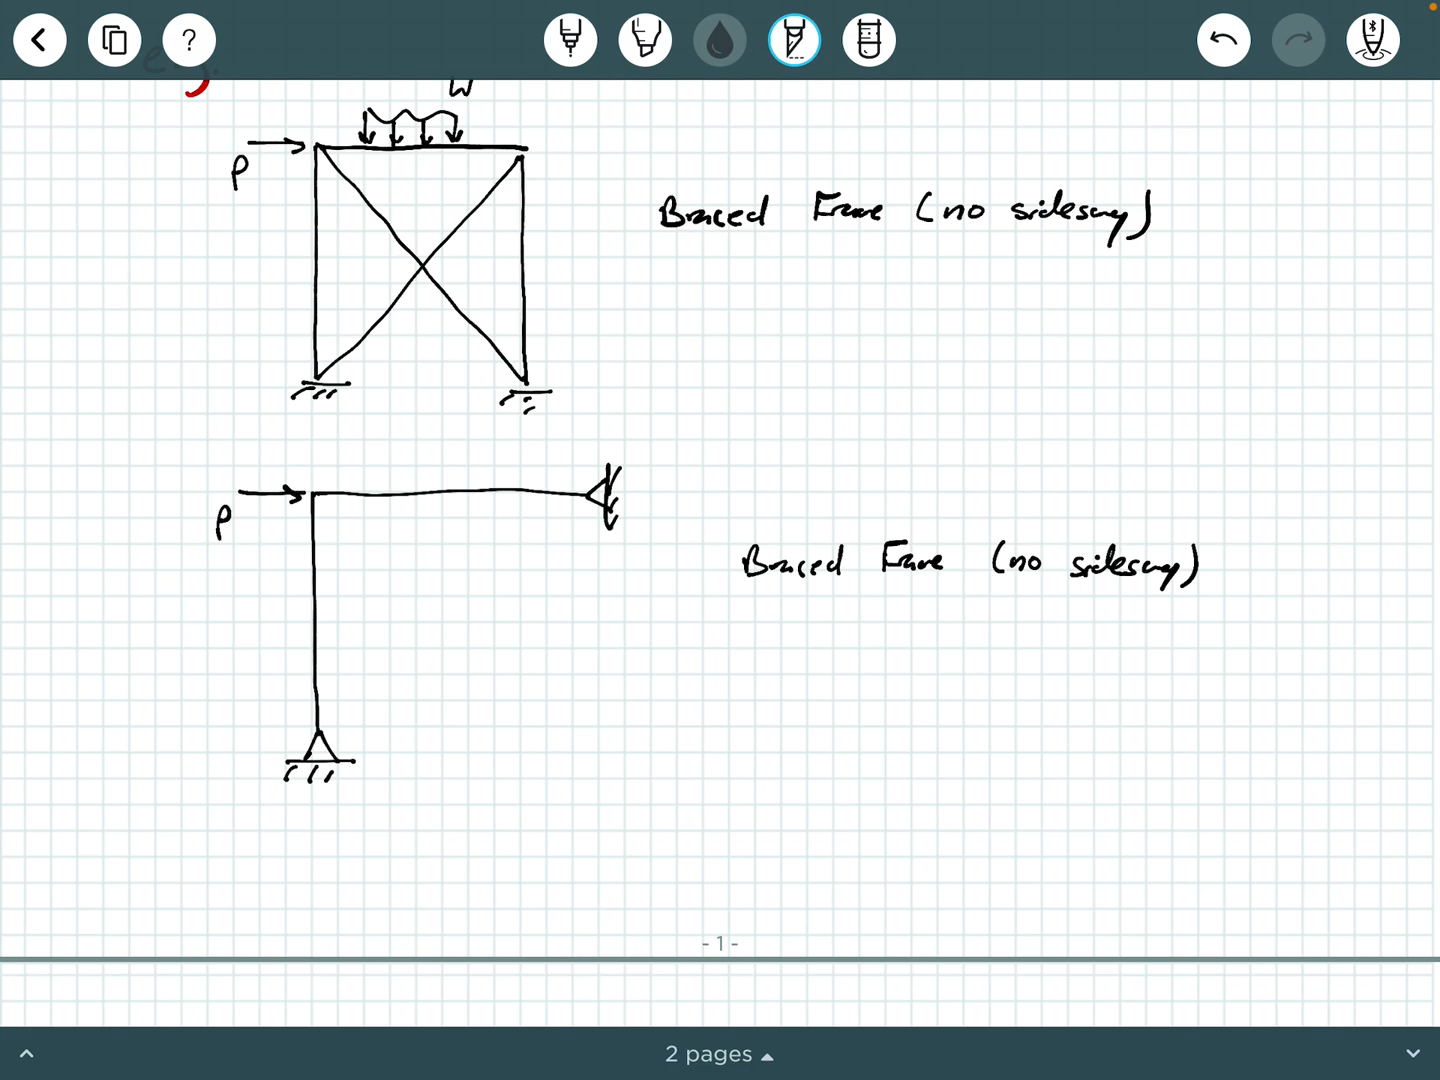 ?
e.g.
w
P
Braced Frame (no sidesway)
P
Braced Frame (no sidesway)
- 1 -
2 pages